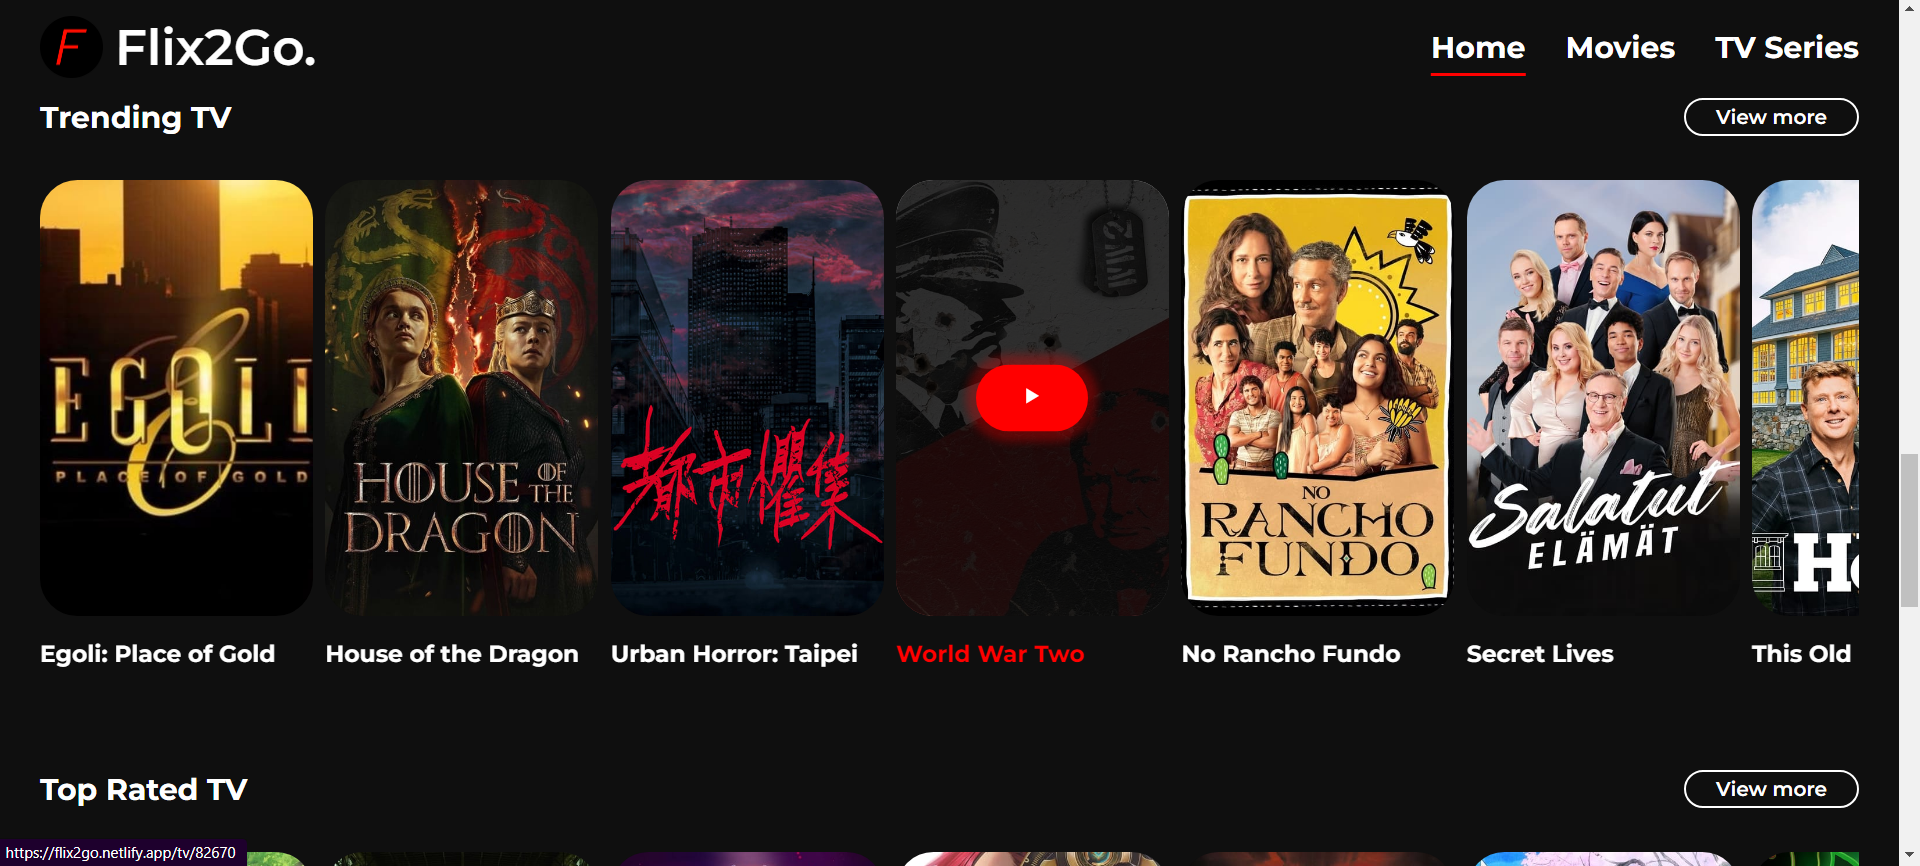 F Flix2Go.
Home Movies TV Series
Trending TV
View more
EGOLI
PLACE OF GOLD
HOUSE OF THE
DRAGON
都市懼集
WW2
NO
RANCHO
FUNDO
Salatut
ELÄMÄT
H
Egoli: Place of Gold
House of the Dragon
Urban Horror: Taipei
World War Two
No Rancho Fundo
Secret Lives
This Old
Top Rated TV
View more
https://flix2go.netlify.app/tv/82670